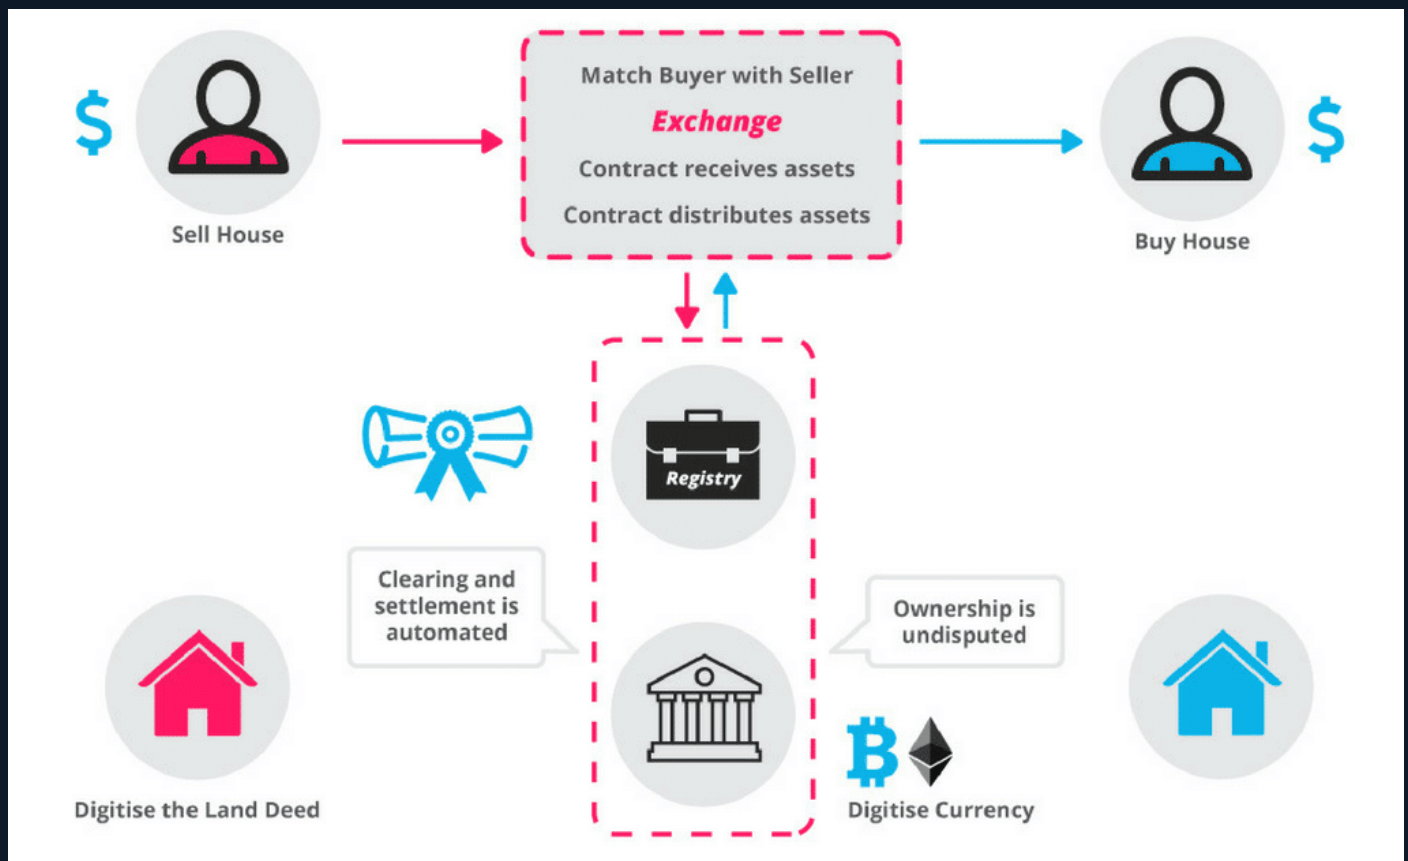 $
Sell House
Match Buyer with Seller
Exchange
Contract receives assets
Contract distributes assets
$
Buy House
Registry
Clearing and
settlement is
automated
Ownership is
undisputed
Digitise the Land Deed
Digitise Currency